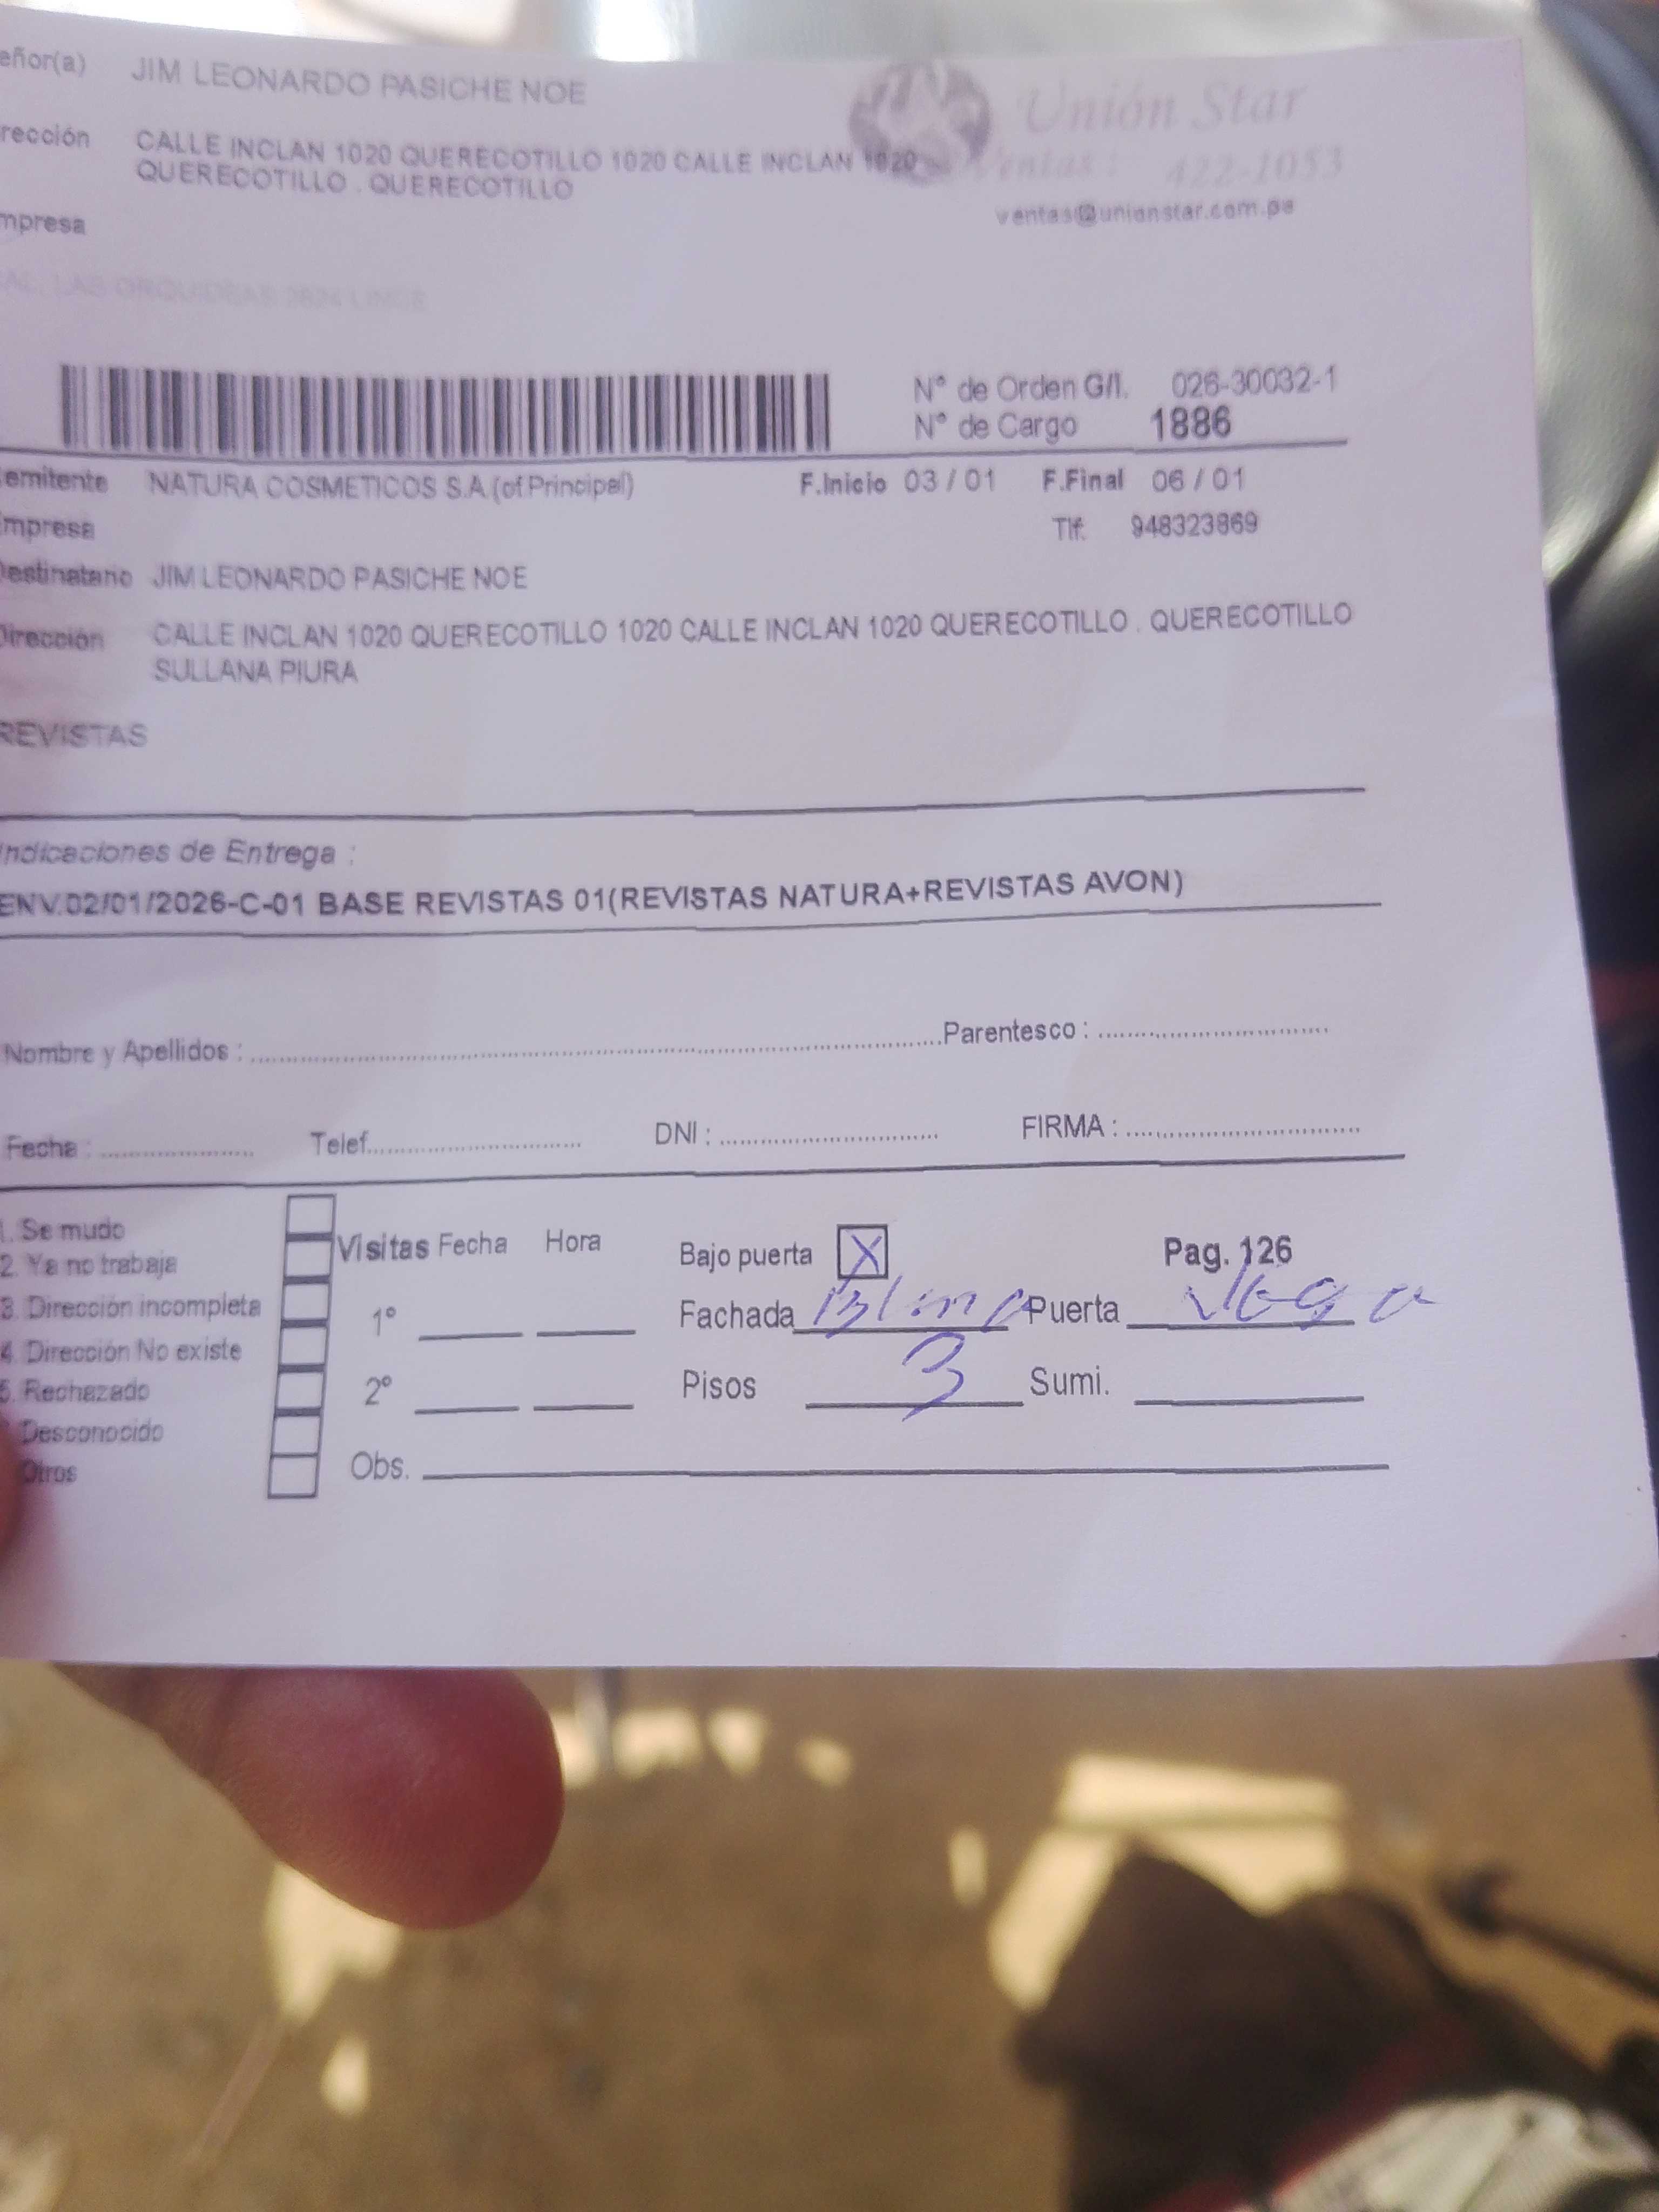 eñor(a) JIM LEONARDO PASICHE NOE
rección CALLE INCLAN 1020 QUERECOTILLO 1020 CALLE INCLAN 1020
QUERECOTILLO . QUERECOTILLO
mpresa
Unión Star
Ventas : 422-1053
ventas@unionstar.com.pe
N° de Orden G/I. 026-30032-1
N° de Cargo 1886
emitente NATURA COSMETICOS S.A.(of.Principal) F.Inicio 03 / 01 F.Final 06 / 01
Empresa Tlf. 948323869
Destinatario JIM LEONARDO PASICHE NOE
Dirección CALLE INCLAN 1020 QUERECOTILLO 1020 CALLE INCLAN 1020 QUERECOTILLO . QUERECOTILLO
SULLANA PIURA
REVISTAS
Indicaciones de Entrega :
ENV.02/01/2026-C-01 BASE REVISTAS 01(REVISTAS NATURA+REVISTAS AVON)
Nombre y Apellidos : Parentesco :
Fecha : Telef. DNI : FIRMA :
1. Se mudo
2. Ya no trabaja
3. Dirección incompleta
4. Dirección No existe
5. Rechazado
Desconocido
Otros
Visitas Fecha Hora
1°
2°
Obs.
Bajo puerta X Pag. 126
Fachada Puerta
Pisos 3 Sumi.